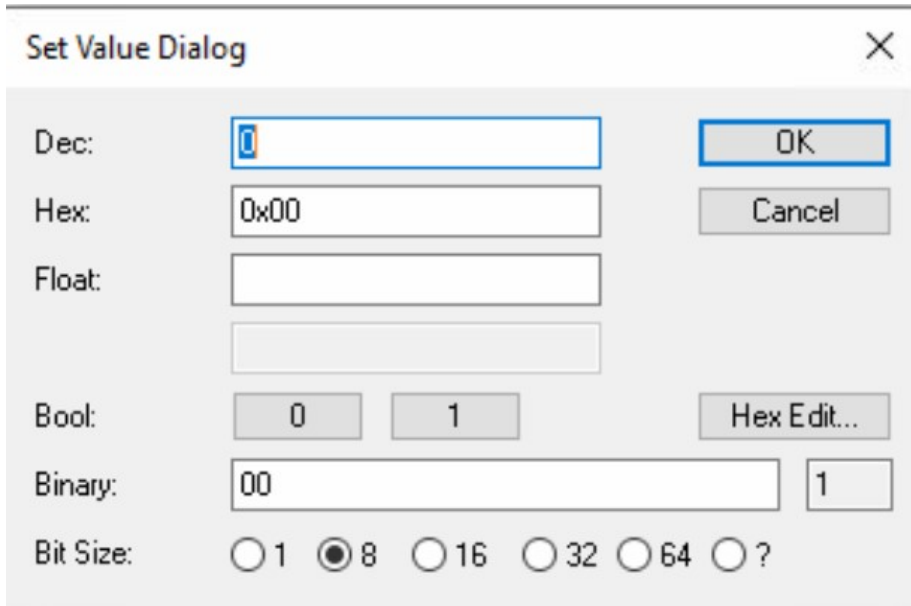 Set Value Dialog
Dec: 0 OK
Hex: 0x00 Cancel
Float:
Bool: 0 1 Hex Edit...
Binary: 00 1
Bit Size: 1 8 16 32 64 ?